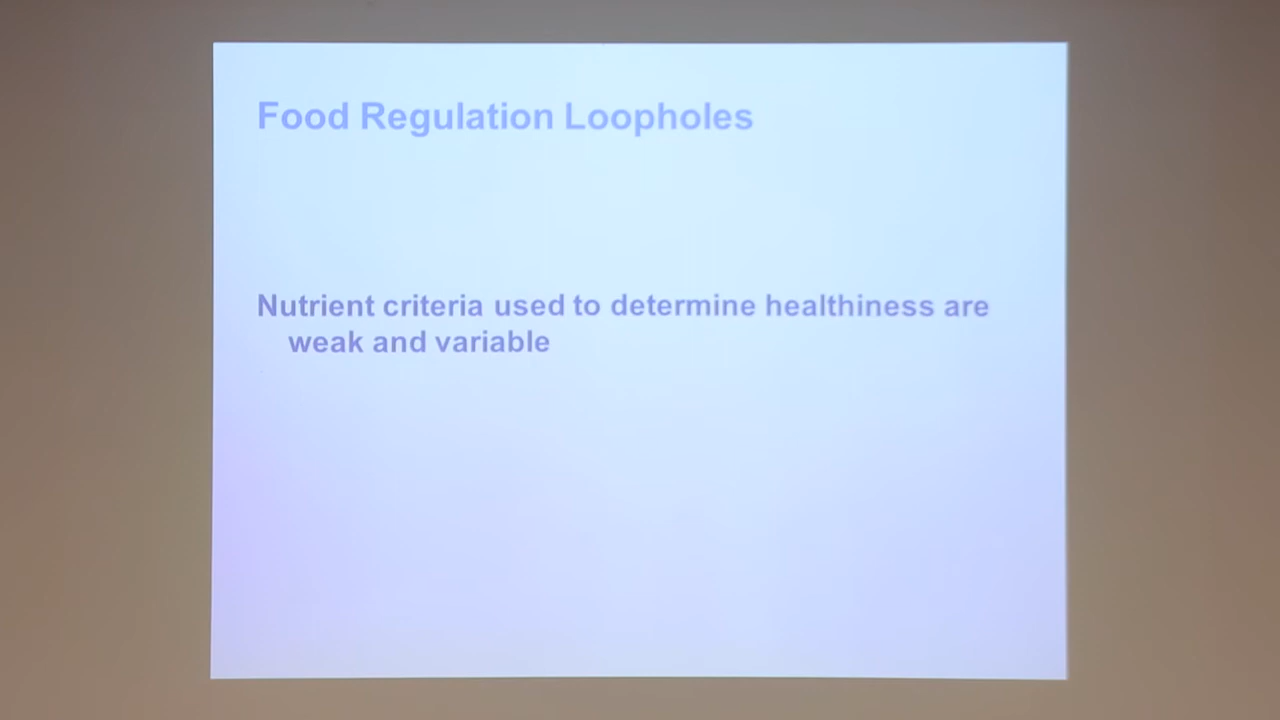 Food Regulation Loopholes
Nutrient criteria used to determine healthiness are
weak and variable